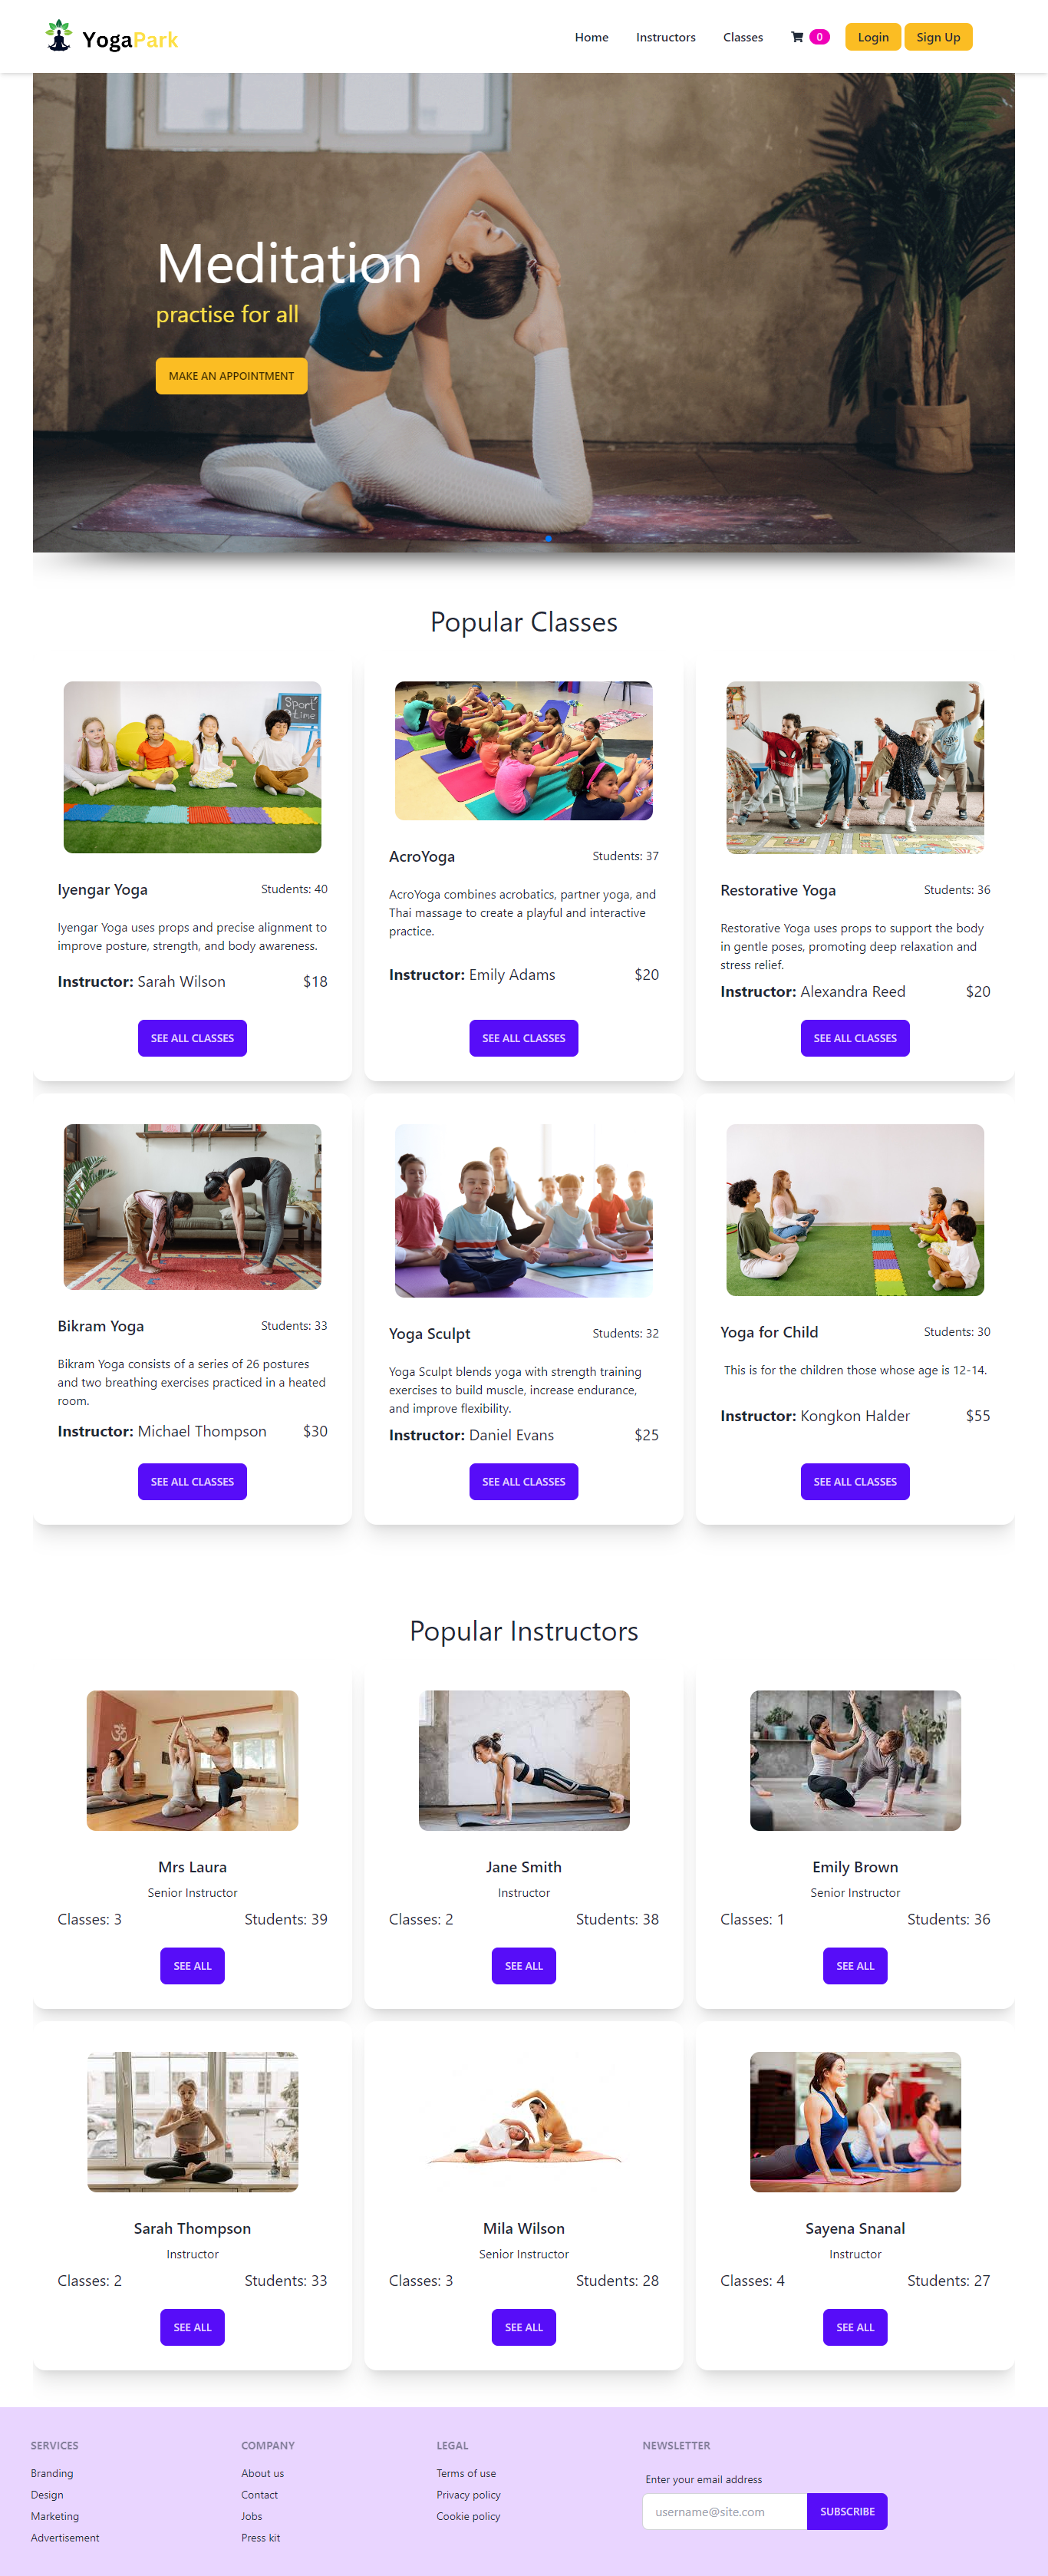 YogaPark
Home
Instructors
Classes
0
Login
Sign Up
Meditation
practise for all
MAKE AN APPOINTMENT
Popular Classes
Sport
time
Iyengar Yoga
Students: 40
Iyengar Yoga uses props and precise alignment to
improve posture, strength, and body awareness.
Instructor: Sarah Wilson
$18
SEE ALL CLASSES
AcroYoga
Students: 37
AcroYoga combines acrobatics, partner yoga, and
Thai massage to create a playful and interactive
practice.
Instructor: Emily Adams
$20
SEE ALL CLASSES
Restorative Yoga
Students: 36
Restorative Yoga uses props to support the body
in gentle poses, promoting deep relaxation and
stress relief.
Instructor: Alexandra Reed
$20
SEE ALL CLASSES
Bikram Yoga
Students: 33
Bikram Yoga consists of a series of 26 postures
and two breathing exercises practiced in a heated
room.
Instructor: Michael Thompson
$30
SEE ALL CLASSES
Yoga Sculpt
Students: 32
Yoga Sculpt blends yoga with strength training
exercises to build muscle, increase endurance,
and improve flexibility.
Instructor: Daniel Evans
$25
SEE ALL CLASSES
Yoga for Child
Students: 30
This is for the children those whose age is 12-14.
Instructor: Kongkon Halder
$55
SEE ALL CLASSES
Popular Instructors
ॐ
Mrs Laura
Senior Instructor
Classes: 3
Students: 39
SEE ALL
Jane Smith
Instructor
Classes: 2
Students: 38
SEE ALL
Emily Brown
Senior Instructor
Classes: 1
Students: 36
SEE ALL
Sarah Thompson
Instructor
Classes: 2
Students: 33
SEE ALL
Mila Wilson
Senior Instructor
Classes: 3
Students: 28
SEE ALL
Sayena Snanal
Instructor
Classes: 4
Students: 27
SEE ALL
SERVICES
Branding
Design
Marketing
Advertisement
COMPANY
About us
Contact
Jobs
Press kit
LEGAL
Terms of use
Privacy policy
Cookie policy
NEWSLETTER
Enter your email address
username@site.com
SUBSCRIBE